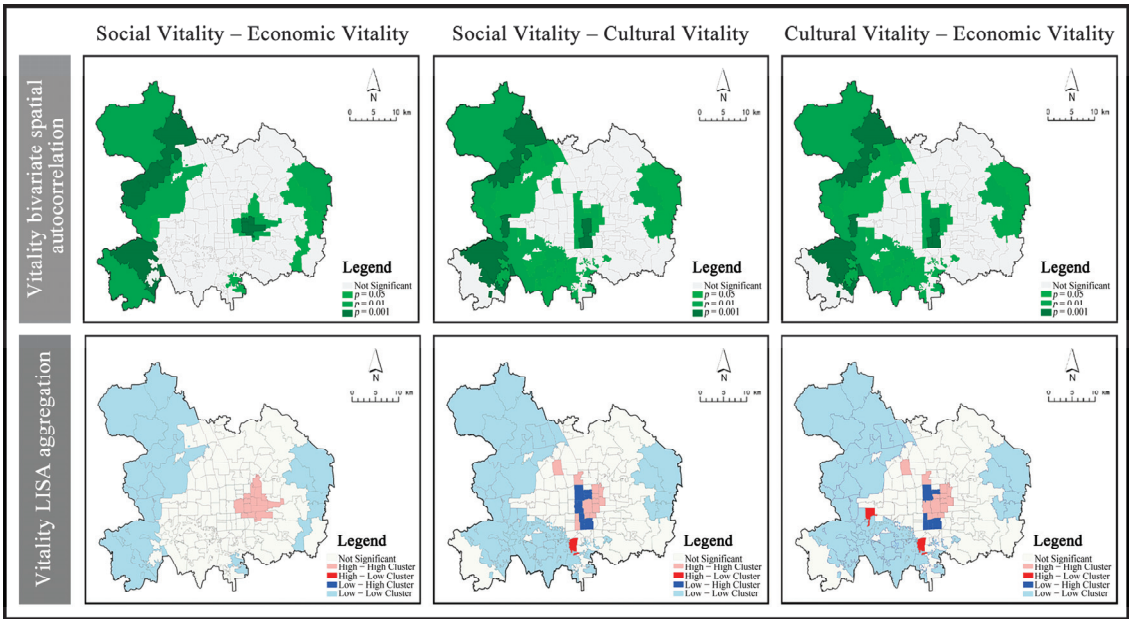 Social Vitality – Economic Vitality
Social Vitality – Cultural Vitality
Cultural Vitality – Economic Vitality
Vitality bivariate spatial
autocorrelation
N
0 5 10 km
Legend
Not Significant
p = 0.05
p = 0.01
p = 0.001
N
0 5 10 km
Legend
Not Significant
p = 0.05
p = 0.01
p = 0.001
N
0 5 10 km
Legend
Not Significant
p = 0.05
p = 0.01
p = 0.001
Vitality LISA aggregation
N
0 5 10 km
Legend
Not Significant
High – High Cluster
High – Low Cluster
Low – High Cluster
Low – Low Cluster
N
0 5 10 km
Legend
Not Significant
High – High Cluster
High – Low Cluster
Low – High Cluster
Low – Low Cluster
N
0 5 10 km
Legend
Not Significant
High – High Cluster
High – Low Cluster
Low – High Cluster
Low – Low Cluster